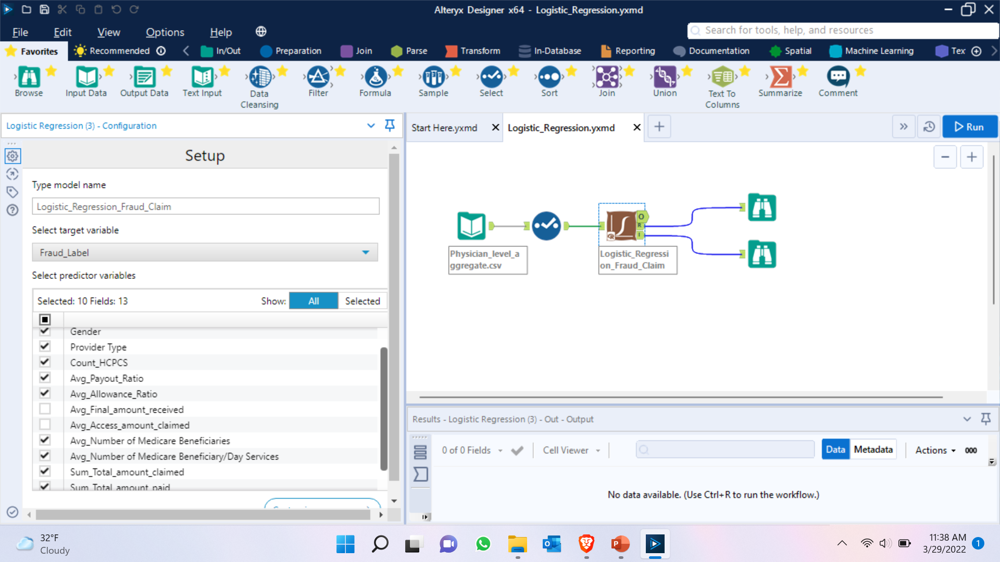 Alteryx Designer x64 - Logistic_Regression.yxmd
File
Edit
View
Options
Help
Search for tools, help, and resources
Favorites
Recommended
In/Out
Preparation
Join
Parse
Transform
In-Database
Reporting
Documentation
Spatial
Machine Learning
Tex
Browse
Input Data
Output Data
Text Input
Data
Cleansing
Filter
Formula
Sample
Select
Sort
Join
Union
Text To
Columns
Summarize
Comment
Logistic Regression (3) - Configuration
Start Here.yxmd
Logistic_Regression.yxmd
Run
Setup
Type model name
Logistic_Regression_Fraud_Claim
Select target variable
Fraud_Label
Select predictor variables
Selected: 10 Fields: 13
Show:
All
Selected
Gender
Provider Type
Count_HCPCS
Avg_Payout_Ratio
Avg_Allowance_Ratio
Avg_Final_amount_received
Avg_Access_amount_claimed
Avg_Number of Medicare Beneficiaries
Avg_Number of Medicare Beneficiary/Day Services
Sum_Total_amount_claimed
Sum_Total_amount_paid
O
R
I
Physician_level_a
ggregate.csv
Logistic_Regressi
on_Fraud_Claim
Results - Logistic Regression (3) - Out - Output
0 of 0 Fields
Cell Viewer
Data
Metadata
Actions
000
No data available. (Use Ctrl+R to run the workflow.)
32°F
Cloudy
11:38 AM
3/29/2022
1